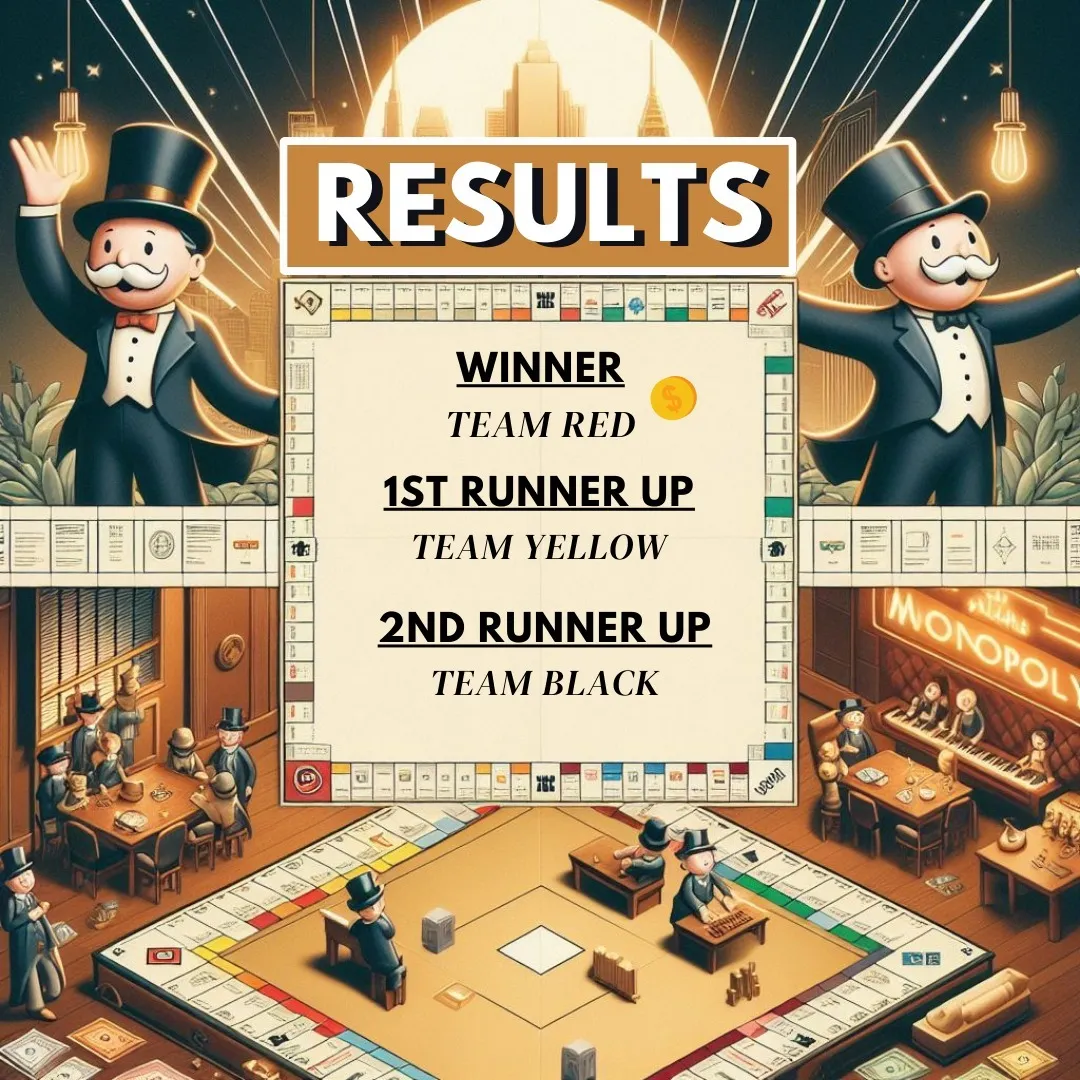 RESULTS
WINNER
TEAM RED
1ST RUNNER UP
TEAM YELLOW
2ND RUNNER UP
TEAM BLACK
MONOPOLY